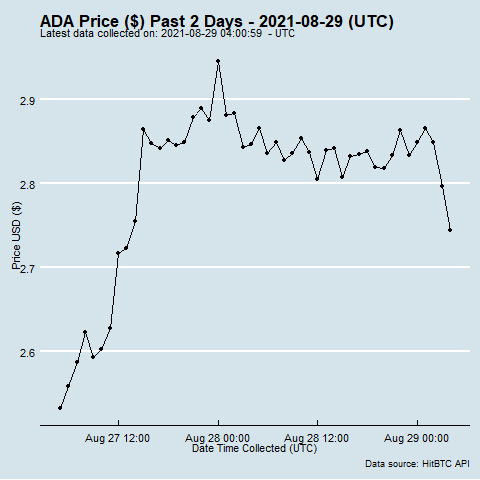 ADA Price ($) Past 2 Days - 2021-08-29 (UTC)
Latest data collected on: 2021-08-29 04:00:59 - UTC
Price USD ($)
2.9
2.8
2.7
2.6
Aug 27 12:00 Aug 28 00:00 Aug 28 12:00 Aug 29 00:00
Date Time Collected (UTC)
Data source: HitBTC API